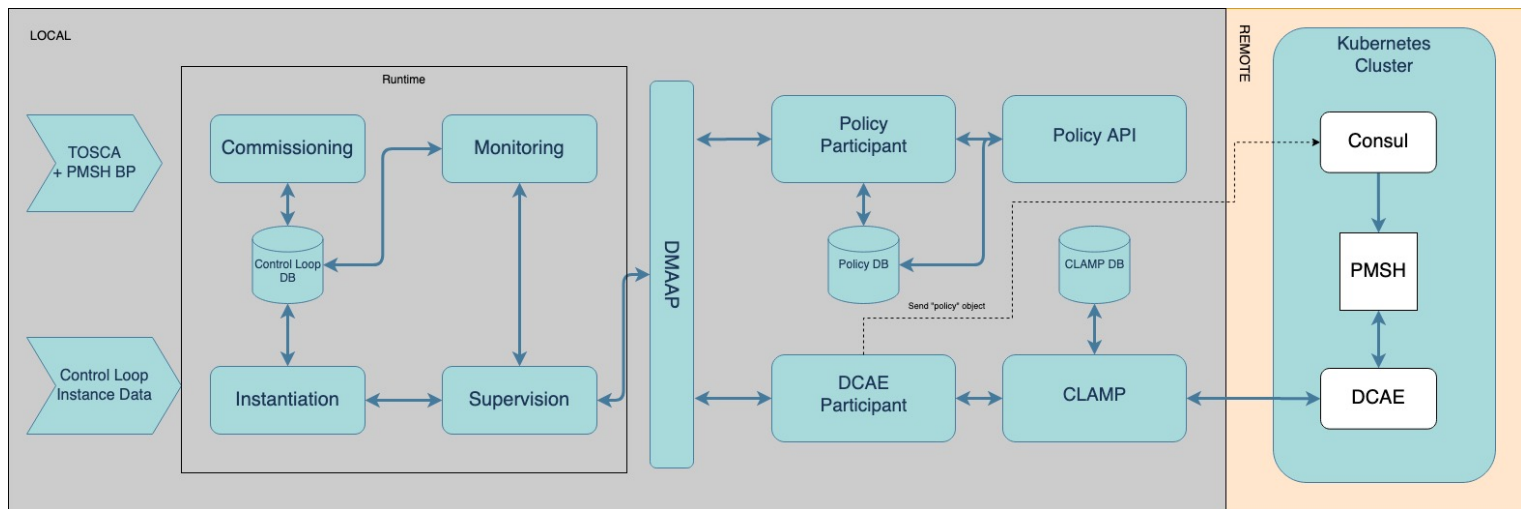 LOCAL
REMOTE
Kubernetes
Cluster
Runtime
TOSCA
+ PMSH BP
Commissioning
Monitoring
Policy
Participant
Policy API
Consul
Control Loop
DB
DMAAP
Policy DB
CLAMP DB
PMSH
Send "policy" object
Control Loop
Instance Data
Instantiation
Supervision
DCAE
Participant
CLAMP
DCAE